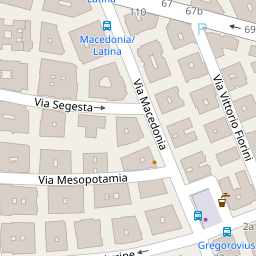 Latina
110
67
67b
69
Macedonia/
Latina
Via Segesta
Via Macedonia
Via Vittorio Fiorini
Via Mesopotamia
2a
Gregorovius